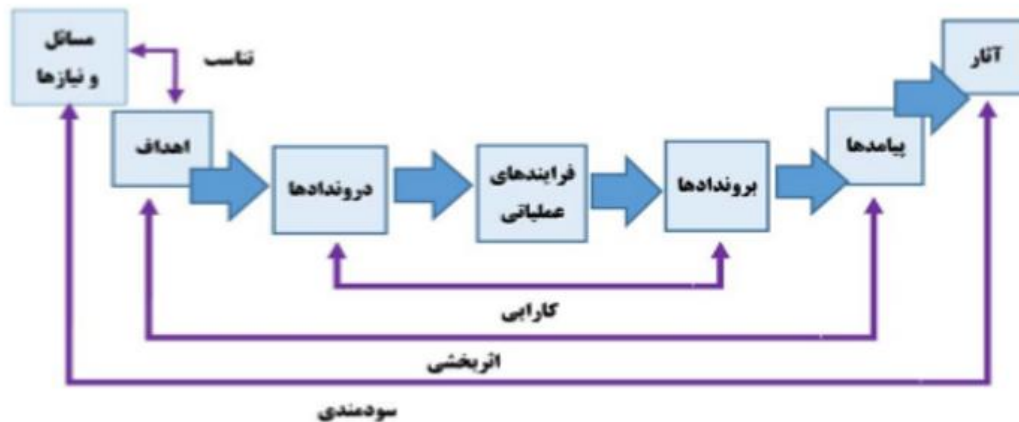 مسائل
و نیازها
تناسب
اهداف
دروندادها
فرایندهای
عملیاتی
بروندادها
پیامدها
آثار
کارایی
اثربخشی
سودمندی